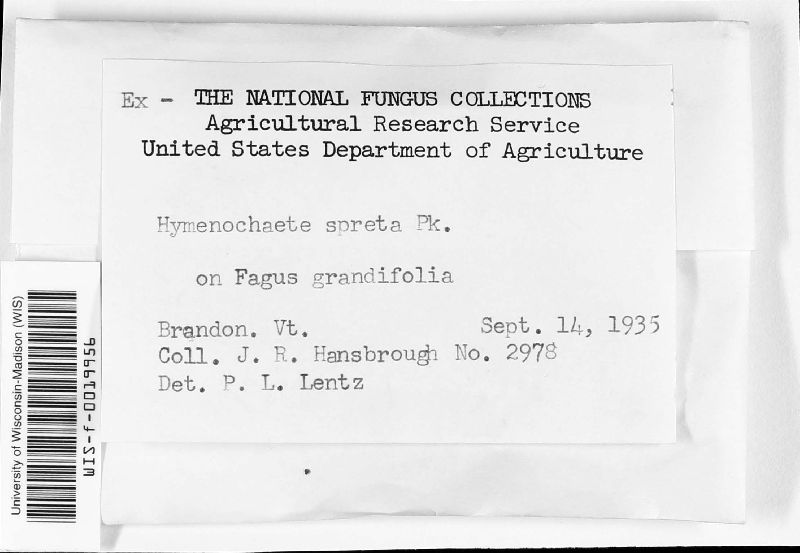 Ex - THE NATIONAL FUNGUS COLLECTIONS
Agricultural Research Service
United States Department of Agriculture
Hymenochaete spreta Pk.
on Fagus grandifolia
Brandon. Vt. Sept. 14, 1935
Coll. J. R. Hansbrough No. 2978
Det. P. L. Lentz
University of Wisconsin-Madison (WIS)
WIS-f-0019956